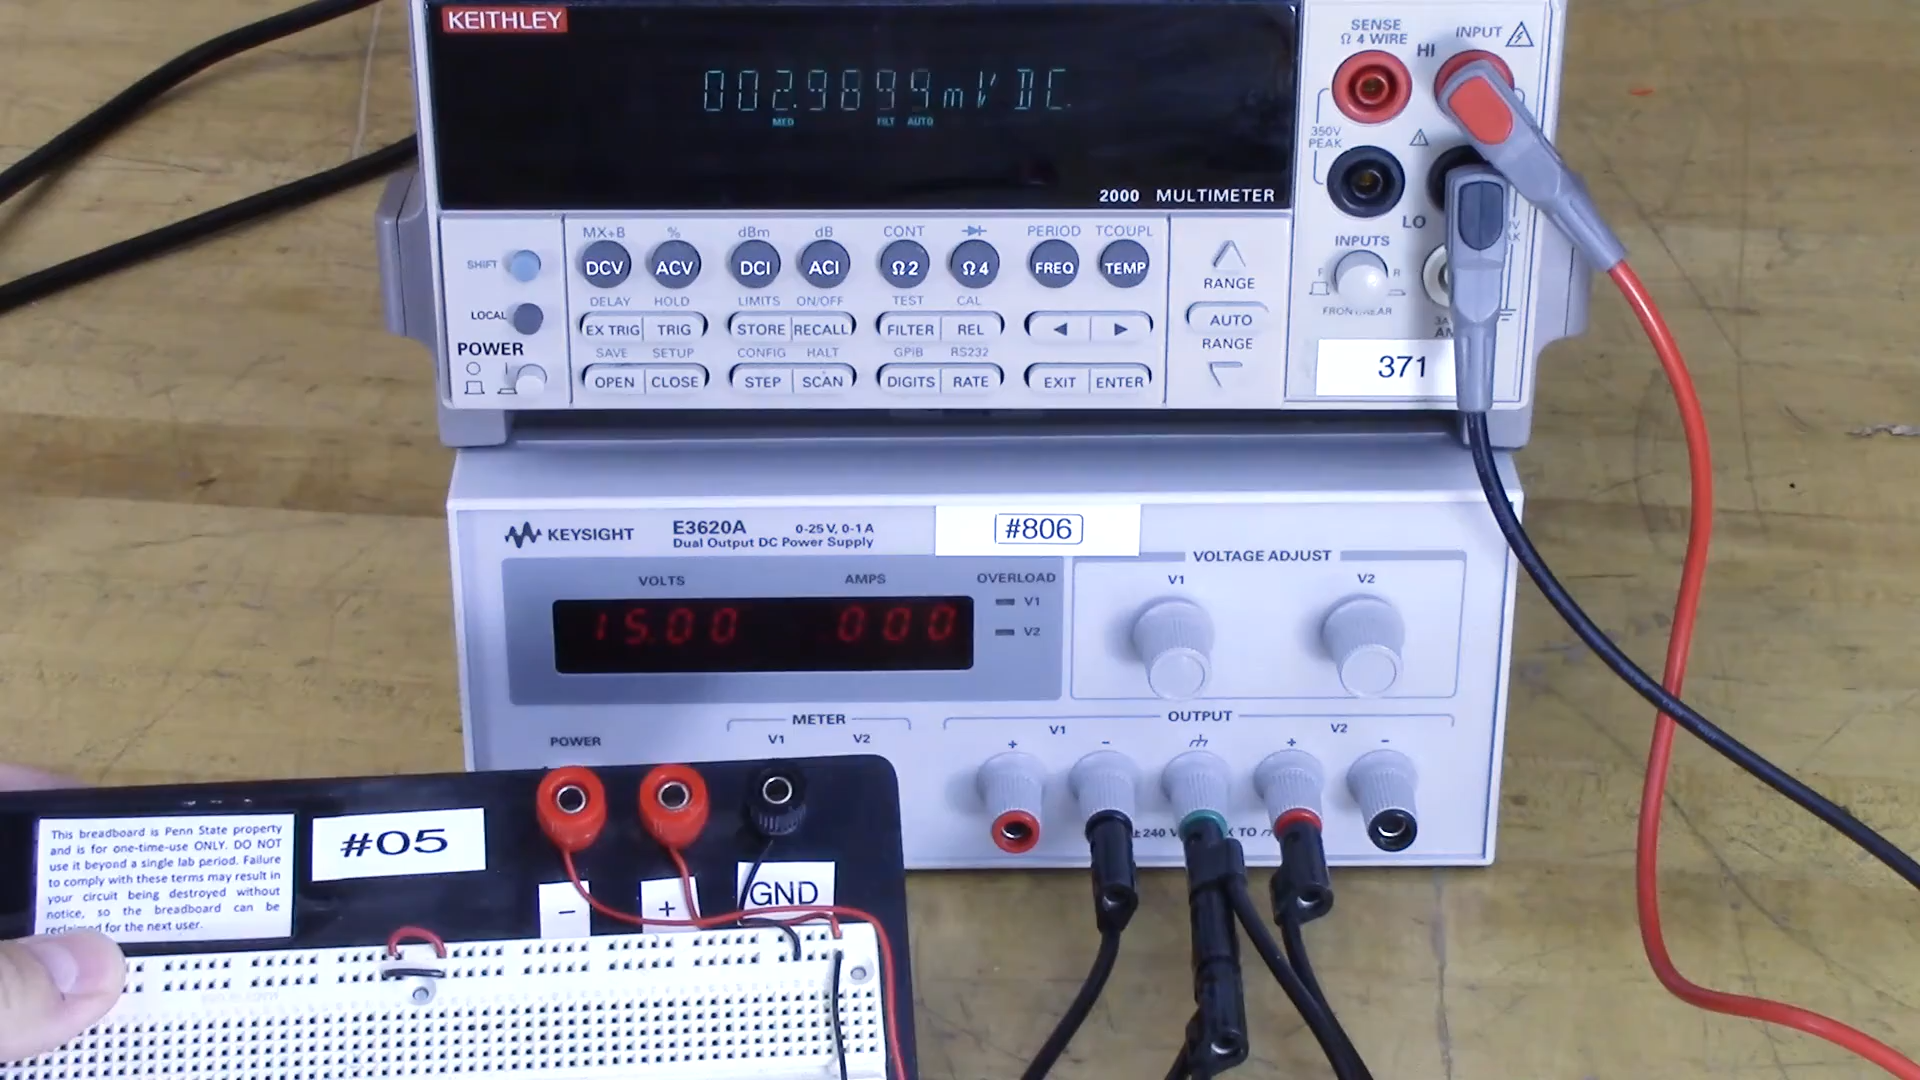 KEITHLEY
002.9899mVDC
MED FILT AUTO
2000 MULTIMETER
SENSE
Ω 4 WIRE
INPUT
HI
350V
PEAK
LO
INPUTS
F R
FRONT/REAR
371
MX+B % dBm dB CONT PERIOD TCOUPL
SHIFT DCV ACV DCI ACI Ω2 Ω4 FREQ TEMP
RANGE
DELAY HOLD LIMITS ON/OFF TEST CAL
LOCAL EX TRIG TRIG STORE RECALL FILTER REL ◀ ▶ AUTO
RANGE
POWER SAVE SETUP CONFIG HALT GPIB RS232
OPEN CLOSE STEP SCAN DIGITS RATE EXIT ENTER
KEYSIGHT E3620A 0-25 V, 0-1 A
Dual Output DC Power Supply
#806
VOLTAGE ADJUST
VOLTS AMPS OVERLOAD V1 V2
15.00 .000
V1
V2
METER OUTPUT
POWER V1 V2 V1 V2
+ - + -
±240 V
TO
This breadboard is Penn State property
and is for one-time-use ONLY. DO NOT
use it beyond a single lab period. Failure
to comply with these terms may result in
your circuit being destroyed without
notice, so the breadboard can be
reclaimed for the next user.
#05
− + GND